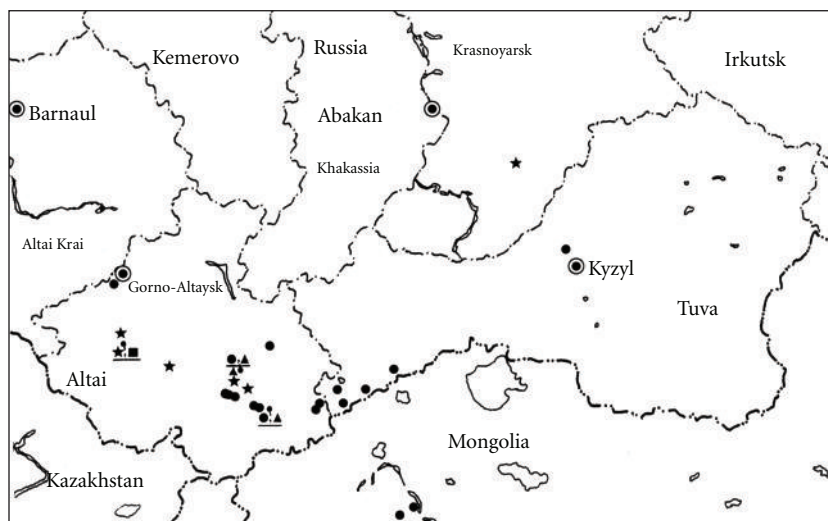 Kemerovo
Russia
Krasnoyarsk
Irkutsk
Barnaul
Abakan
Khakassia
Altai Krai
Gorno-Altaysk
Kyzyl
Tuva
Altai
Mongolia
Kazakhstan